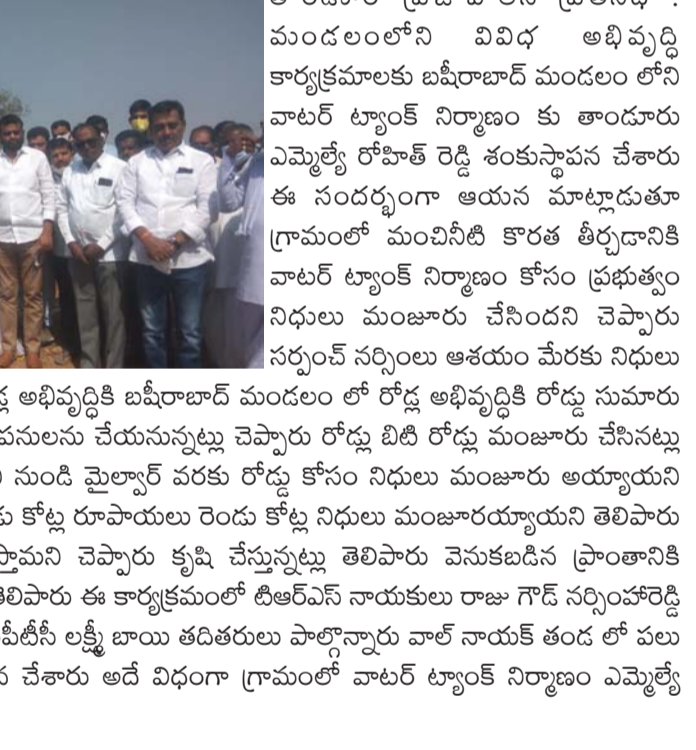 మండలంలోని వివిధ అభివృద్ధి
కార్యక్రమాలకు బషీరాబాద్ మండలం లోని
వాటర్ ట్యాంక్ నిర్మాణం కు తాండూరు
ఎమ్మెల్యే రోహిత్ రెడ్డి శంకుస్థాపన చేశారు
ఈ సందర్భంగా ఆయన మాట్లాడుతూ
గ్రామంలో మంచినీటి కొరత తీర్చడానికి
వాటర్ ట్యాంక్ నిర్మాణం కోసం ప్రభుత్వం
నిధులు మంజూరు చేసిందని చెప్పారు
సర్పంచ్ నర్సింలు ఆశయం మేరకు నిధులు
అభివృద్ధికి బషీరాబాద్ మండలం లో రోడ్ల అభివృద్ధికి రోడ్డు సుమారు
పనులను చేయనున్నట్లు చెప్పారు రోడ్లు బిటి రోడ్లు మంజూరు చేసినట్లు
నుండి మైల్వార్ వరకు రోడ్డు కోసం నిధులు మంజూరు అయ్యాయని
కోట్ల రూపాయలు రెండు కోట్ల నిధులు మంజూరయ్యాయని తెలిపారు
చెప్పారు కృషి చేస్తున్నట్లు తెలిపారు వెనుకబడిన ప్రాంతానికి
ఈ కార్యక్రమంలో టిఆర్ఎస్ నాయకులు రాజు గౌడ్ నర్సింహారెడ్డి
లక్ష్మీ బాయి తదితరులు పాల్గొన్నారు వాల్ నాయక్ తండ లో పలు
చేశారు అదే విధంగా గ్రామంలో వాటర్ ట్యాంక్ నిర్మాణం ఎమ్మెల్యే